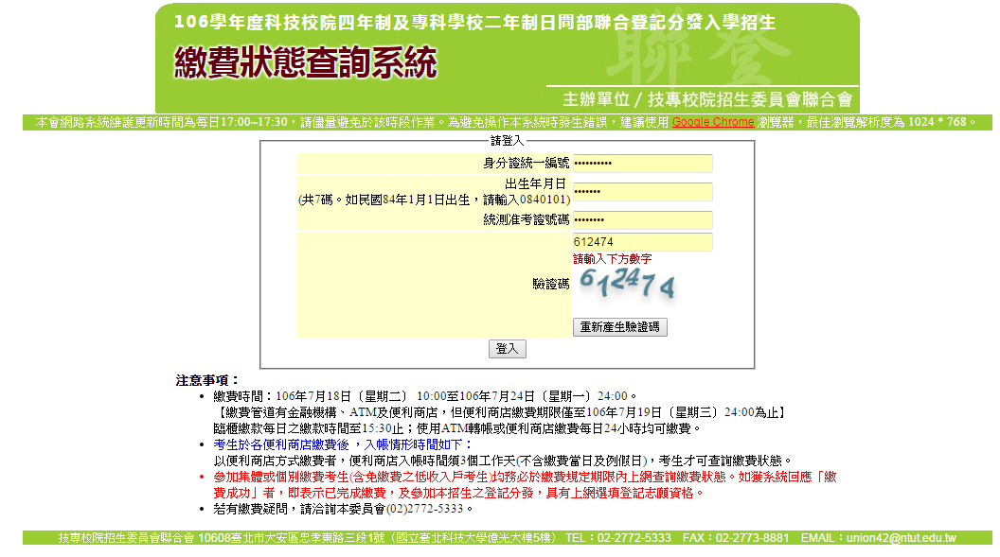 106學年度科技校院四年制及專科學校二年制日間部聯合登記分發入學招生
聯登
繳費狀態查詢系統
主辦單位 / 技專校院招生委員會聯合會
本會網路系統維護更新時間為每日17:00~17:30，請儘量避免於該時段作業。為避免操作本系統時發生錯誤，建議使用 Google Chrome 瀏覽器，最佳瀏覽解析度為 1024 * 768。
請登入
身分證統一編號 ••••••••••
出生年月日
(共7碼。如民國84年1月1日出生，請輸入0840101) •••••••
統測准考證號碼 ••••••••
612474
請輸入下方數字
驗證碼 612474
重新產生驗證碼
登入
注意事項：
• 繳費時間：106年7月18日〔星期二〕 10:00至106年7月24日〔星期一〕24:00。
【繳費管道有金融機構、ATM及便利商店，但便利商店繳費期限僅至106年7月19日〔星期三〕24:00為止】
臨櫃繳款每日之繳款時間至15:30止；使用ATM轉帳或便利商店繳費每日24小時均可繳費。
• 考生於各便利商店繳費後 ，入帳情形時間如下：
以便利商店方式繳費者，便利商店入帳時間須3個工作天(不含繳費當日及例假日)，考生才可查詢繳費狀態。
• 參加集體或個別繳費考生(含免繳費之低收入戶考生)均務必於繳費規定期限內上網查詢繳費狀態。如獲系統回應「繳
費成功」者，即表示已完成繳費，及參加本招生之登記分發，具有上網選填登記志願資格。
• 若有繳費疑問，請洽詢本委員會(02)2772-5333。
技專校院招生委員會聯合會 10608臺北市大安區忠孝東路三段1號（國立臺北科技大學億光大樓5樓） TEL：02-2772-5333 FAX：02-2773-8881 EMAIL：union42@ntut.edu.tw